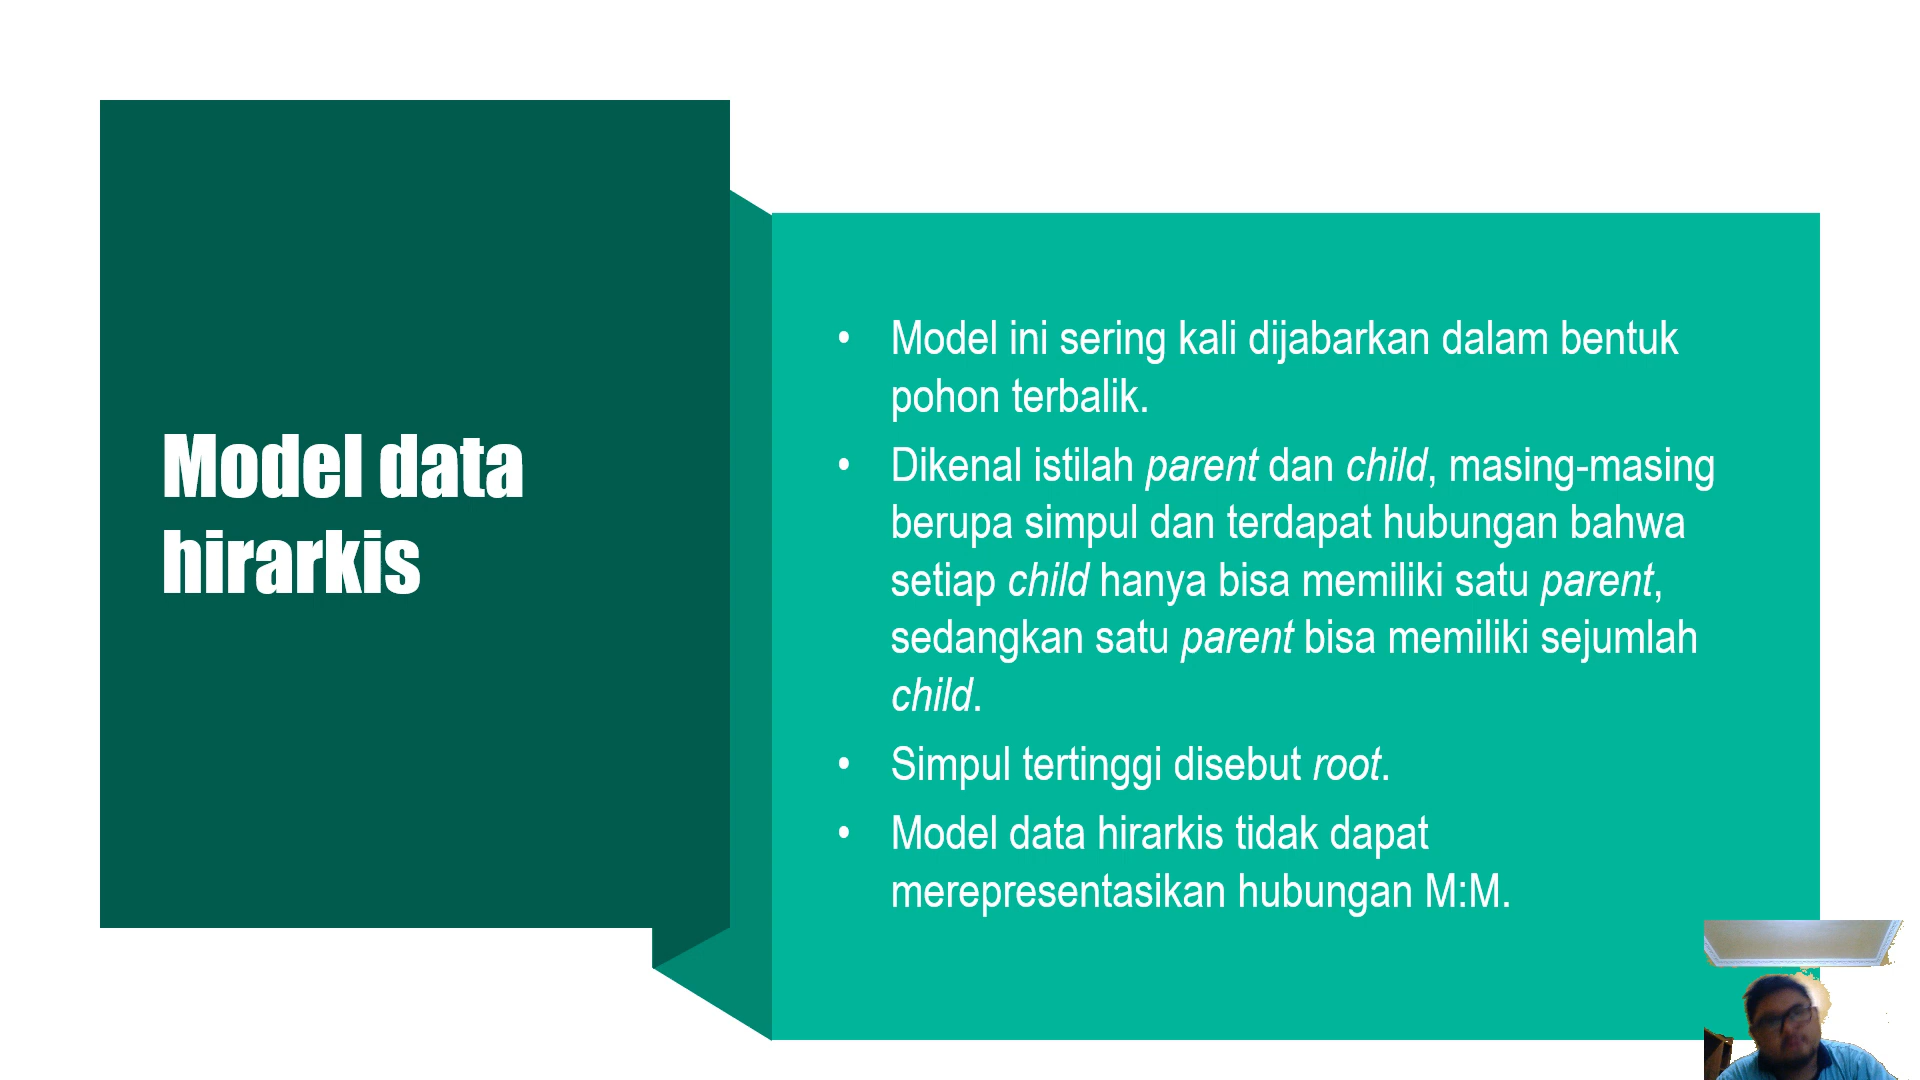 Model data
hirarkis
• Model ini sering kali dijabarkan dalam bentuk
pohon terbalik.
• Dikenal istilah parent dan child, masing-masing
berupa simpul dan terdapat hubungan bahwa
setiap child hanya bisa memiliki satu parent,
sedangkan satu parent bisa memiliki sejumlah
child.
• Simpul tertinggi disebut root.
• Model data hirarkis tidak dapat
merepresentasikan hubungan M:M.